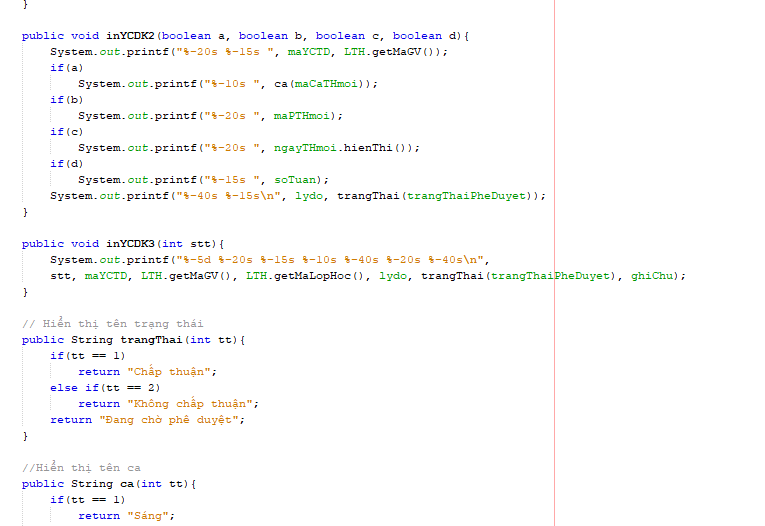 }
public void inYCDK2(boolean a, boolean b, boolean c, boolean d){
System.out.printf("%-20s %-15s ", maYCTD, LTH.getMaGV());
if(a)
System.out.printf("%-10s ", ca(maCaTHmoi));
if(b)
System.out.printf("%-20s ", maPTHmoi);
if(c)
System.out.printf("%-20s ", ngayTHmoi.hienThi());
if(d)
System.out.printf("%-15s ", soTuan);
System.out.printf("%-40s %-15s\n", lydo, trangThai(trangThaiPheDuyet));
}
public void inYCDK3(int stt){
System.out.printf("%-5d %-20s %-15s %-10s %-40s %-20s %-40s\n",
stt, maYCTD, LTH.getMaGV(), LTH.getMaLopHoc(), lydo, trangThai(trangThaiPheDuyet), ghiChu);
}
// Hiển thị tên trạng thái
public String trangThai(int tt){
if(tt == 1)
return "Chấp thuận";
else if(tt == 2)
return "Không chấp thuận";
return "Đang chờ phê duyệt";
}
//Hiển thị tên ca
public String ca(int tt){
if(tt == 1)
return "Sáng";